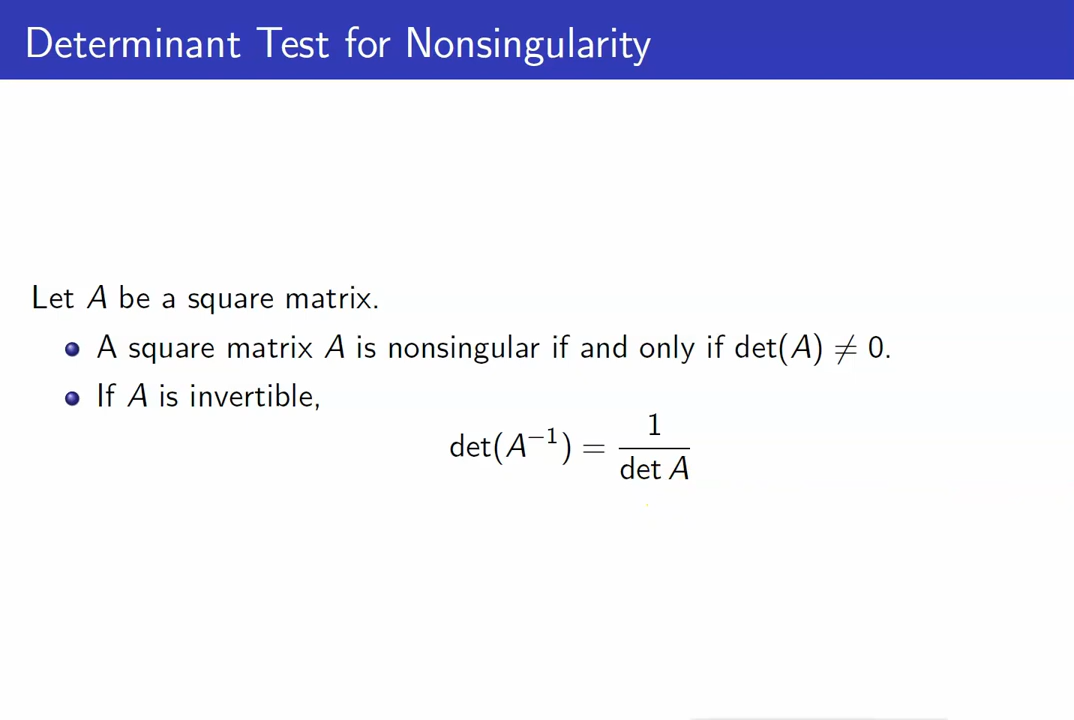 Determinant Test for Nonsingularity
Let A be a square matrix.
A square matrix A is nonsingular if and only if det(A) ≠ 0.
If A is invertible,
det(A⁻¹) = 1 / det A